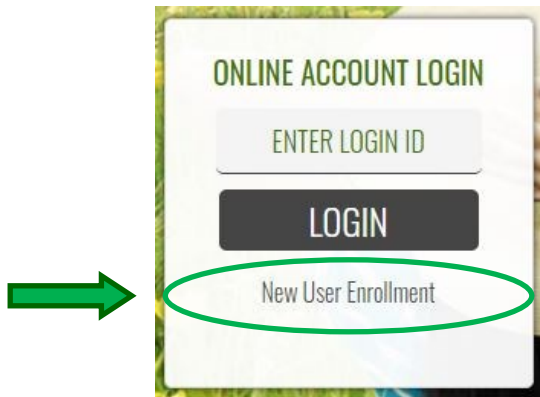 ONLINE ACCOUNT LOGIN
ENTER LOGIN ID
LOGIN
New User Enrollment